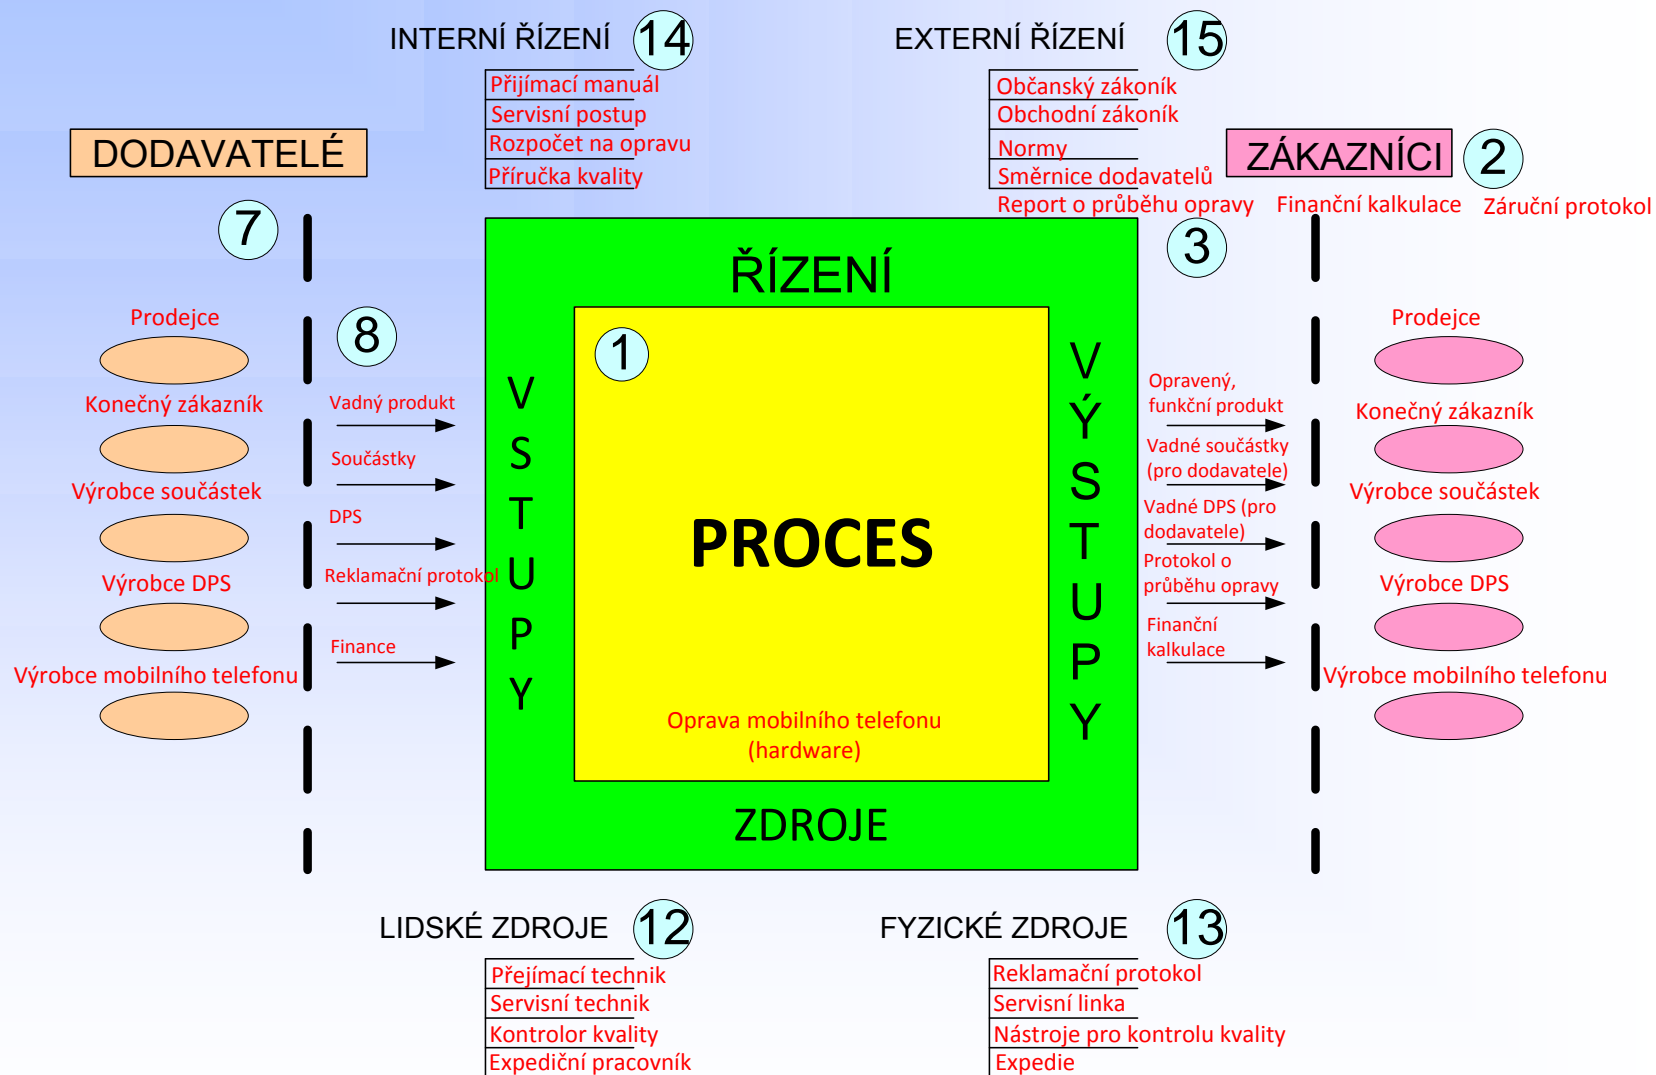 INTERNÍ ŘÍZENÍ
14
Přijímací manuál
Servisní postup
Rozpočet na opravu
Příručka kvality
EXTERNÍ ŘÍZENÍ
15
Občanský zákoník
Obchodní zákoník
Normy
Směrnice dodavatelů
Report o průběhu opravy
Finanční kalkulace
Záruční protokol
DODAVATELÉ
ZÁKAZNÍCI
2
7
Prodejce
Konečný zákazník
Výrobce součástek
Výrobce DPS
Výrobce mobilního telefonu
8
Vadný produkt
Součástky
DPS
Reklamační protokol
Finance
ŘÍZENÍ
VSTUPY
1
PROCES
Oprava mobilního telefonu
(hardware)
VÝSTUPY
ZDROJE
3
Opravený,
funkční produkt
Vadné součástky
(pro dodavatele)
Vadné DPS (pro
dodavatele)
Protokol o
průběhu opravy
Finanční
kalkulace
Prodejce
Konečný zákazník
Výrobce součástek
Výrobce DPS
Výrobce mobilního telefonu
LIDSKÉ ZDROJE
12
Přejímací technik
Servisní technik
Kontrolor kvality
Expediční pracovník
FYZICKÉ ZDROJE
13
Reklamační protokol
Servisní linka
Nástroje pro kontrolu kvality
Expedie